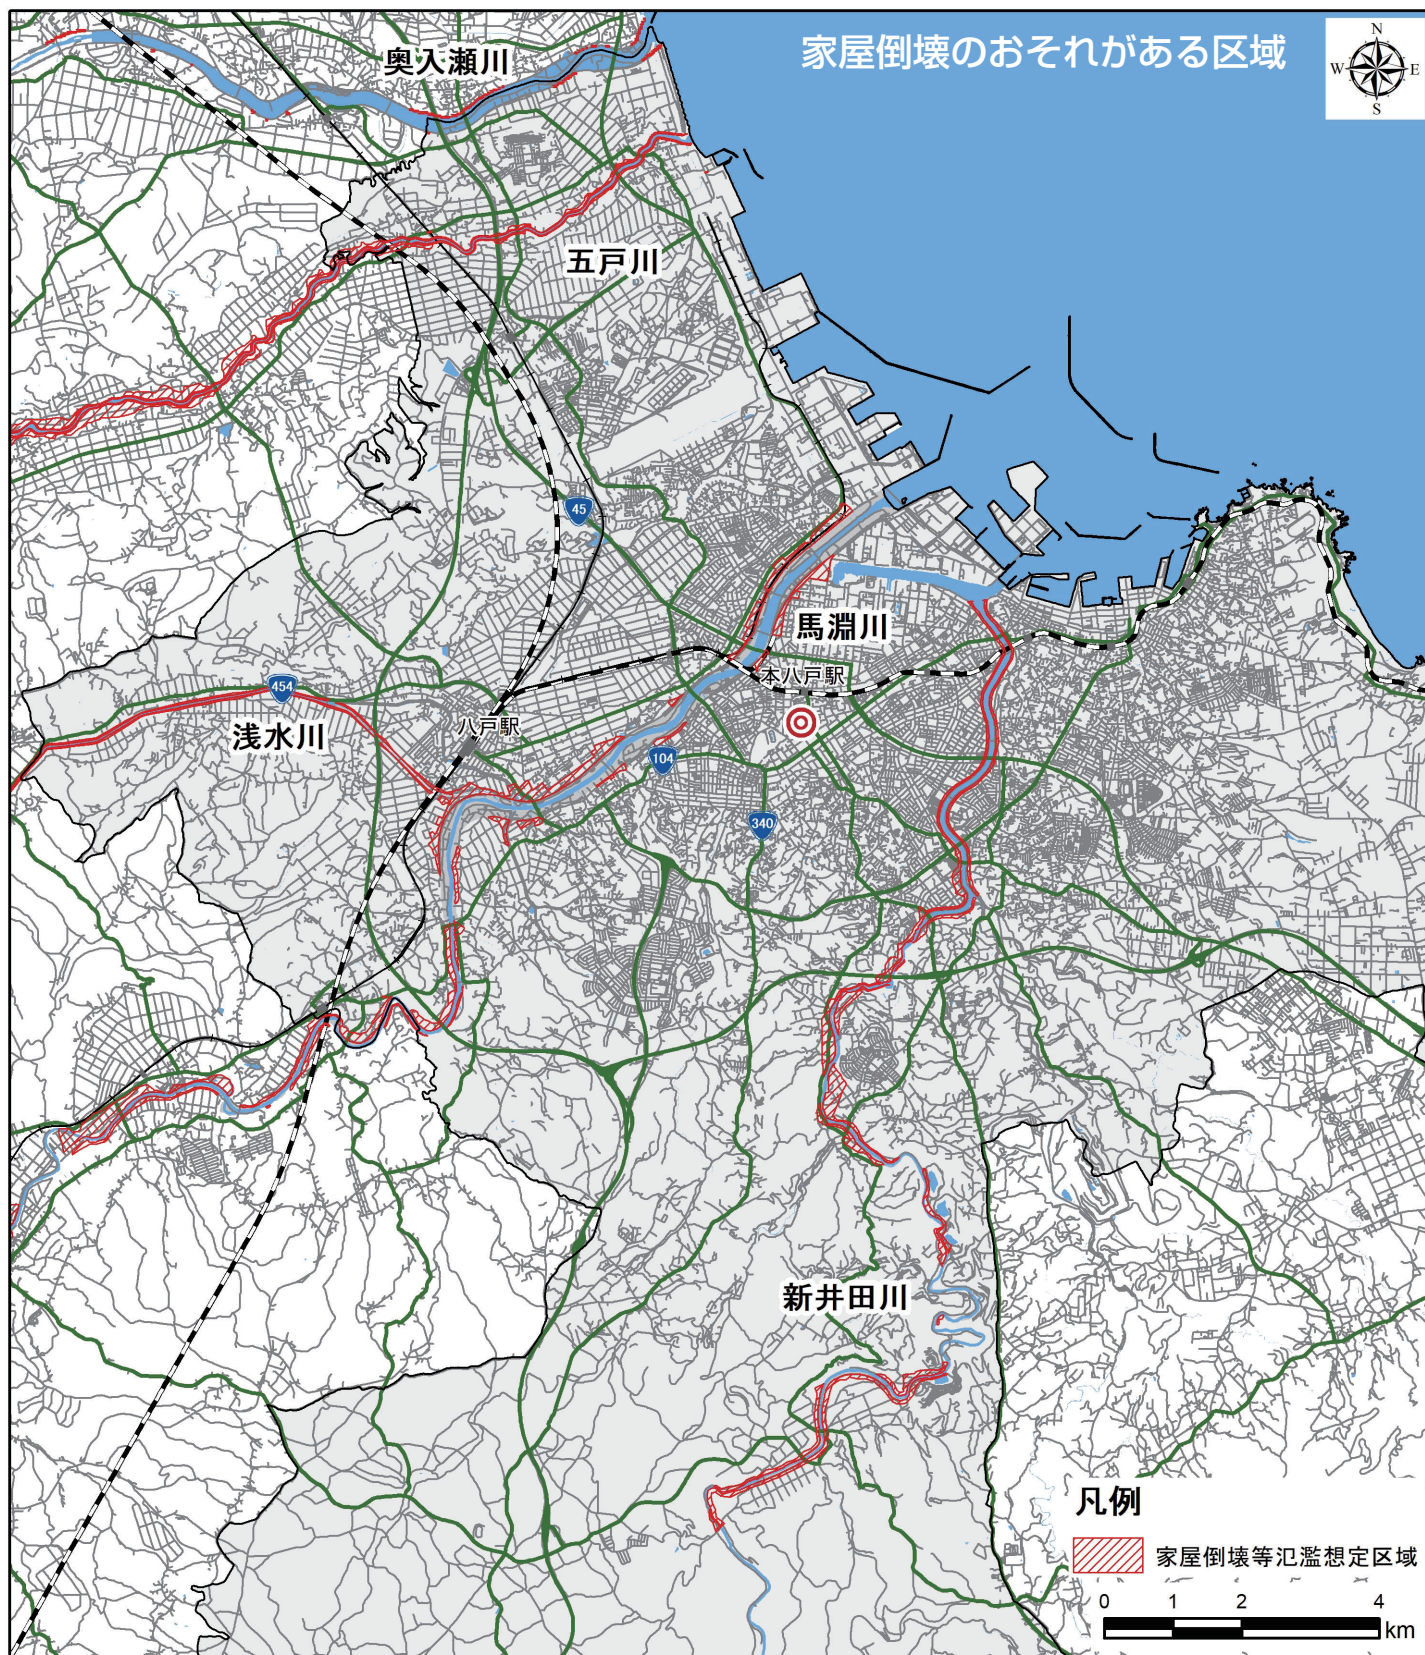 家屋倒壊のおそれがある区域
N
W
E
S
奥入瀬川
五戸川
45
馬淵川
本八戸駅
454
浅水川
八戸駅
104
340
新井田川
凡例
家屋倒壊等氾濫想定区域
0 1 2 4
km